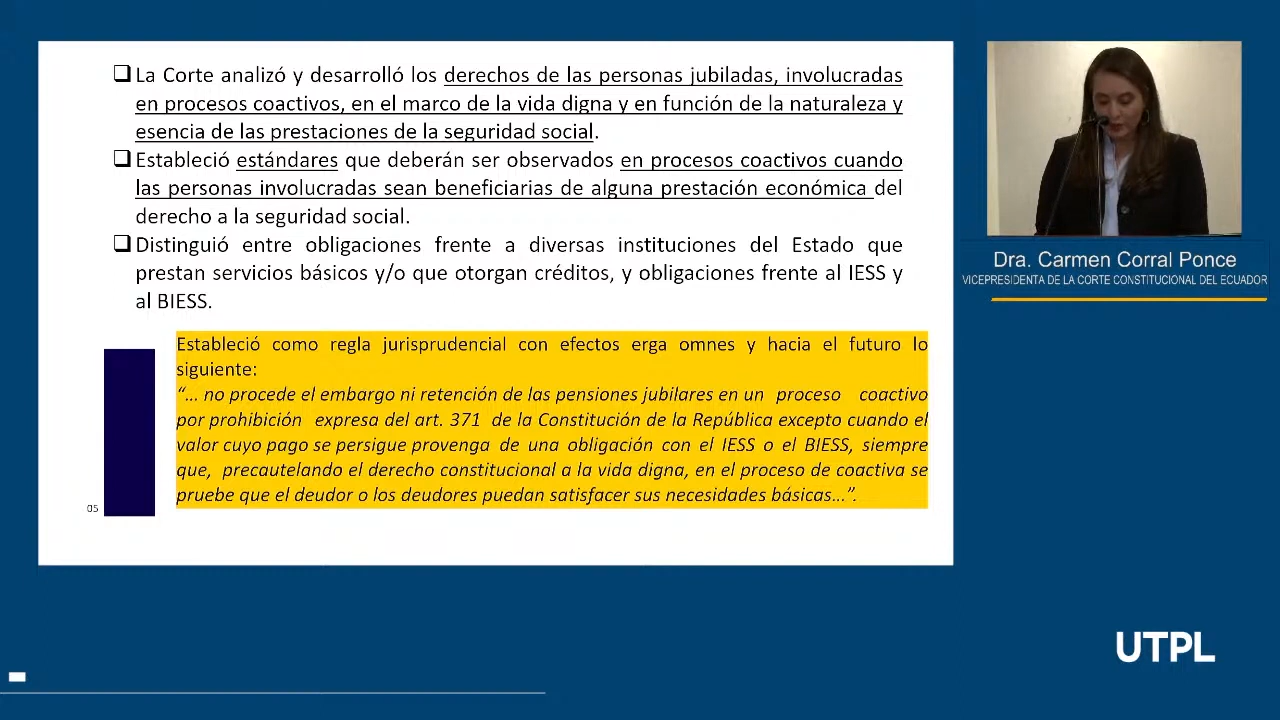 ❑La Corte analizó y desarrolló los derechos de las personas jubiladas, involucradas
en procesos coactivos, en el marco de la vida digna y en función de la naturaleza y
esencia de las prestaciones de la seguridad social.
❑Estableció estándares que deberán ser observados en procesos coactivos cuando
las personas involucradas sean beneficiarias de alguna prestación económica del
derecho a la seguridad social.
❑Distinguió entre obligaciones frente a diversas instituciones del Estado que
prestan servicios básicos y/o que otorgan créditos, y obligaciones frente al IESS y
al BIESS.
Estableció como regla jurisprudencial con efectos erga omnes y hacia el futuro lo
siguiente:
“... no procede el embargo ni retención de las pensiones jubilares en un proceso coactivo
por prohibición expresa del art. 371 de la Constitución de la República excepto cuando el
valor cuyo pago se persigue provenga de una obligación con el IESS o el BIESS, siempre
que, precautelando el derecho constitucional a la vida digna, en el proceso de coactiva se
pruebe que el deudor o los deudores puedan satisfacer sus necesidades básicas...”.
05
Dra. Carmen Corral Ponce
VICEPRESIDENTA DE LA CORTE CONSTITUCIONAL DEL ECUADOR
UTPL